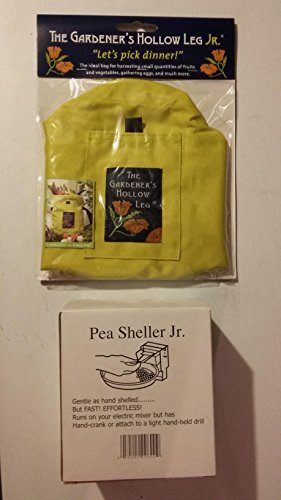 THE GARDENER'S HOLLOW LEG JR.®
"Let's pick dinner!"
The ideal bag for harvesting small quantities of fruits
and vegetables, gathering eggs, and much more.
THE
GARDENER'S
HOLLOW
LEG
Pea Sheller Jr.
Gentle as hand shelled.........
But FAST! EFFORTLESS!
Runs on your electric mixer but has
Hand-crank or attach to a light hand-held drill